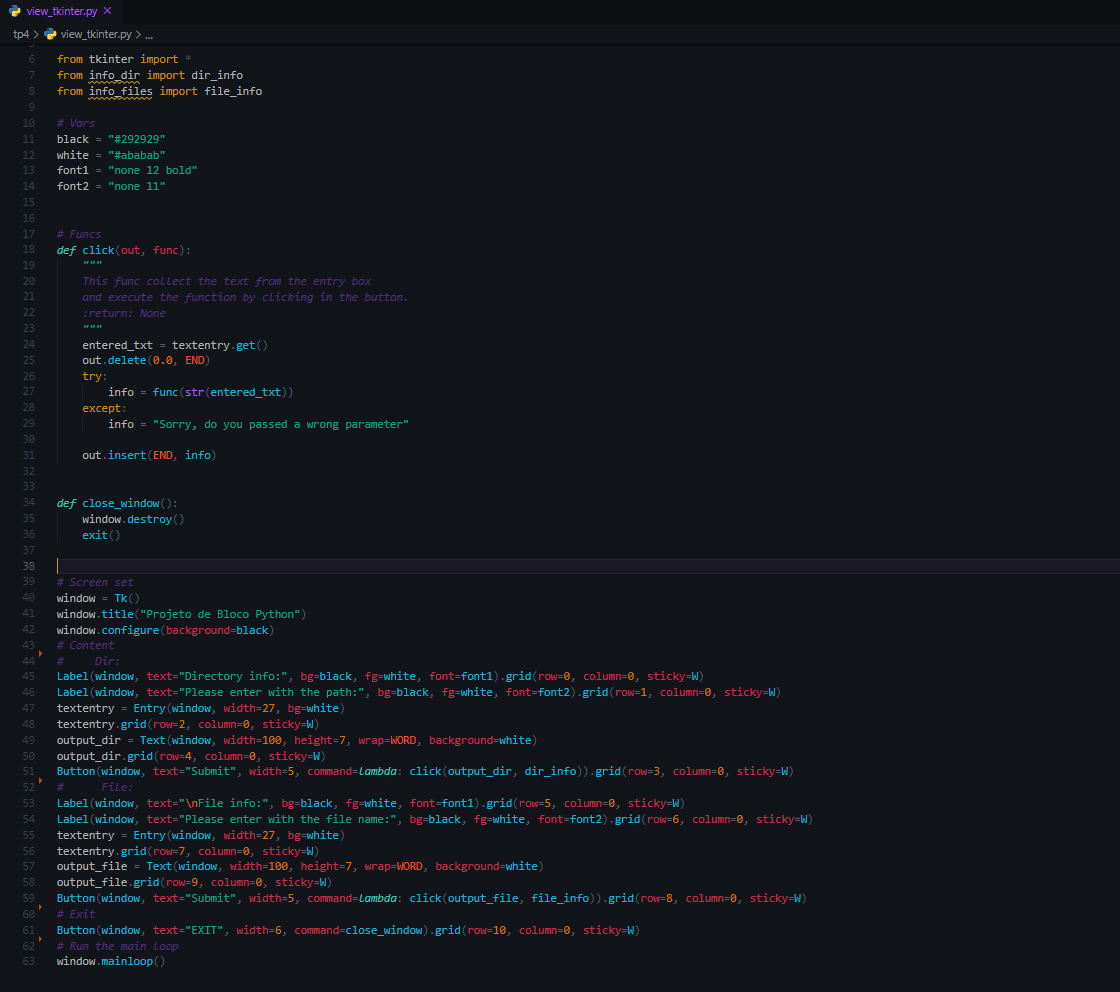 view_tkinter.py ×
tp4 > view_tkinter.py > ...
5
6 from tkinter import *
7 from info_dir import dir_info
8 from info_files import file_info
9
10 # Vars
11 black = "#292929"
12 white = "#ababab"
13 font1 = "none 12 bold"
14 font2 = "none 11"
15
16
17 # Funcs
18 def click(out, func):
19     """
20     This func collect the text from the entry box
21     and execute the function by clicking in the button.
22     :return: None
23     """
24     entered_txt = textentry.get()
25     out.delete(0.0, END)
26     try:
27         info = func(str(entered_txt))
28     except:
29         info = "Sorry, do you passed a wrong parameter"
30
31     out.insert(END, info)
32
33
34 def close_window():
35     window.destroy()
36     exit()
37
38
39 # Screen set
40 window = Tk()
41 window.title("Projeto de Bloco Python")
42 window.configure(background=black)
43 # Content
44 #     Dir:
45 Label(window, text="Directory info:", bg=black, fg=white, font=font1).grid(row=0, column=0, sticky=W)
46 Label(window, text="Please enter with the path:", bg=black, fg=white, font=font2).grid(row=1, column=0, sticky=W)
47 textentry = Entry(window, width=27, bg=white)
48 textentry.grid(row=2, column=0, sticky=W)
49 output_dir = Text(window, width=100, height=7, wrap=WORD, background=white)
50 output_dir.grid(row=4, column=0, sticky=W)
51 Button(window, text="Submit", width=5, command=lambda: click(output_dir, dir_info)).grid(row=3, column=0, sticky=W)
52 #      File:
53 Label(window, text="\nFile info:", bg=black, fg=white, font=font1).grid(row=5, column=0, sticky=W)
54 Label(window, text="Please enter with the file name:", bg=black, fg=white, font=font2).grid(row=6, column=0, sticky=W)
55 textentry = Entry(window, width=27, bg=white)
56 textentry.grid(row=7, column=0, sticky=W)
57 output_file = Text(window, width=100, height=7, wrap=WORD, background=white)
58 output_file.grid(row=9, column=0, sticky=W)
59 Button(window, text="Submit", width=5, command=lambda: click(output_file, file_info)).grid(row=8, column=0, sticky=W)
60 # Exit
61 Button(window, text="EXIT", width=6, command=close_window).grid(row=10, column=0, sticky=W)
62 # Run the main loop
63 window.mainloop()